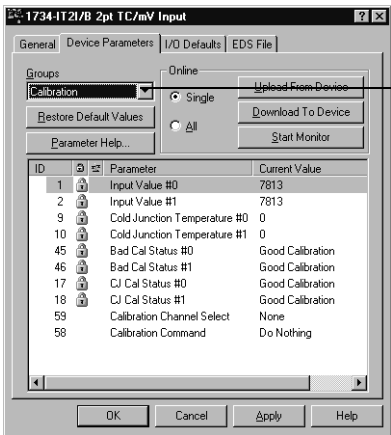 1734-IT2I/B 2pt TC/mV Input
General Device Parameters I/O Defaults EDS File
Groups
Calibration
Restore Default Values
Parameter Help...
Online
Single
All
Upload From Device
Download To Device
Start Monitor
ID Parameter Current Value
1 Input Value #0 7813
2 Input Value #1 7813
9 Cold Junction Temperature #0 0
10 Cold Junction Temperature #1 0
45 Bad Cal Status #0 Good Calibration
46 Bad Cal Status #1 Good Calibration
17 CJ Cal Status #0 Good Calibration
18 CJ Cal Status #1 Good Calibration
59 Calibration Channel Select None
58 Calibration Command Do Nothing
OK Cancel Apply Help